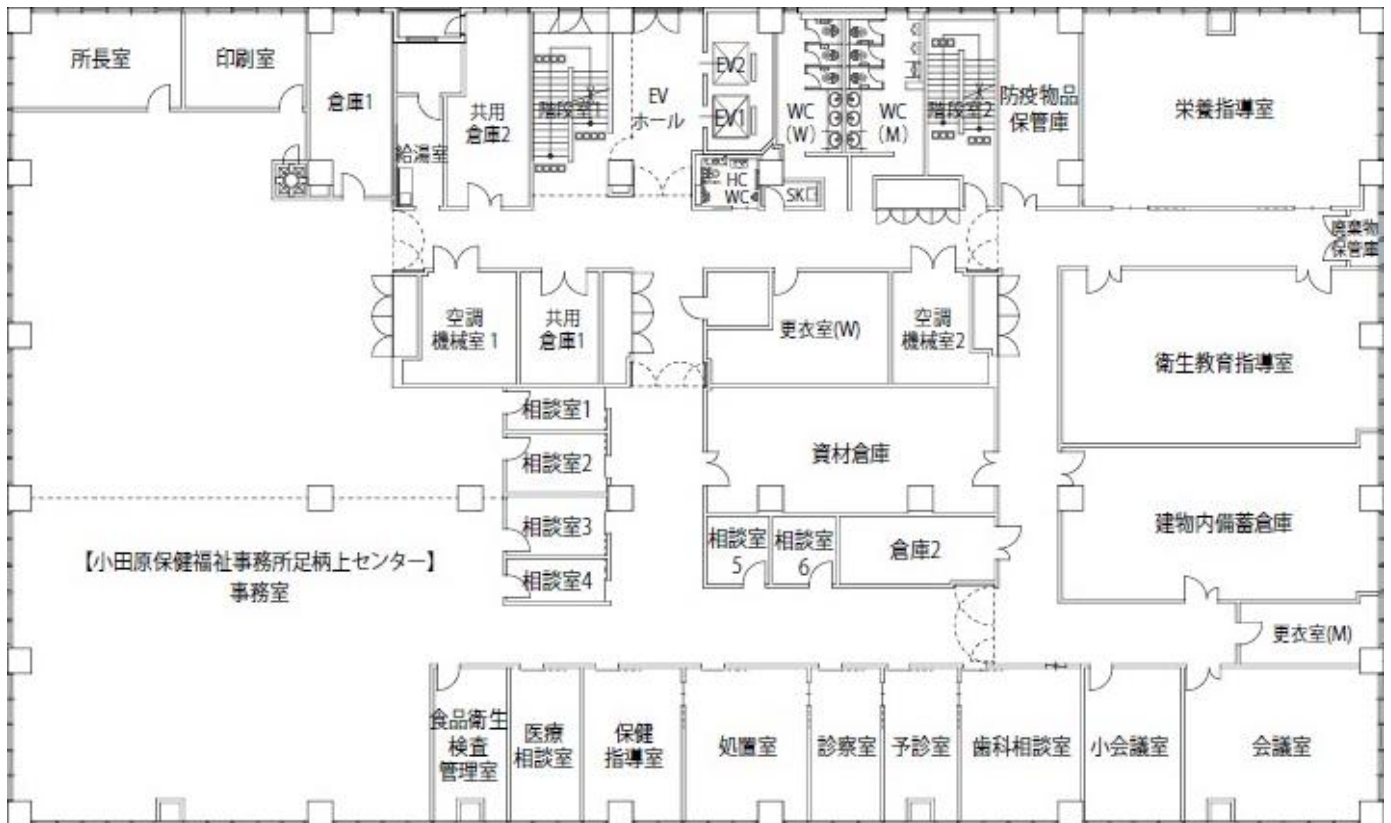 所長室
印刷室
倉庫1
給湯室
共用
倉庫2
階段室1
EV
ホール
EV2
EV1
HC
WC
WC
(W)
SK
WC
(M)
階段室2
防疫物品
保管庫
栄養指導室
廃棄物
保管庫
空調
機械室1
共用
倉庫1
更衣室(W)
空調
機械室2
衛生教育指導室
相談室1
相談室2
相談室3
相談室4
資材倉庫
相談室
5
相談室
6
倉庫2
建物内備蓄倉庫
【小田原保健福祉事務所足柄上センター】
事務室
更衣室(M)
食品衛生
検査
管理室
医療
相談室
保健
指導室
処置室
診察室
予診室
歯科相談室
小会議室
会議室